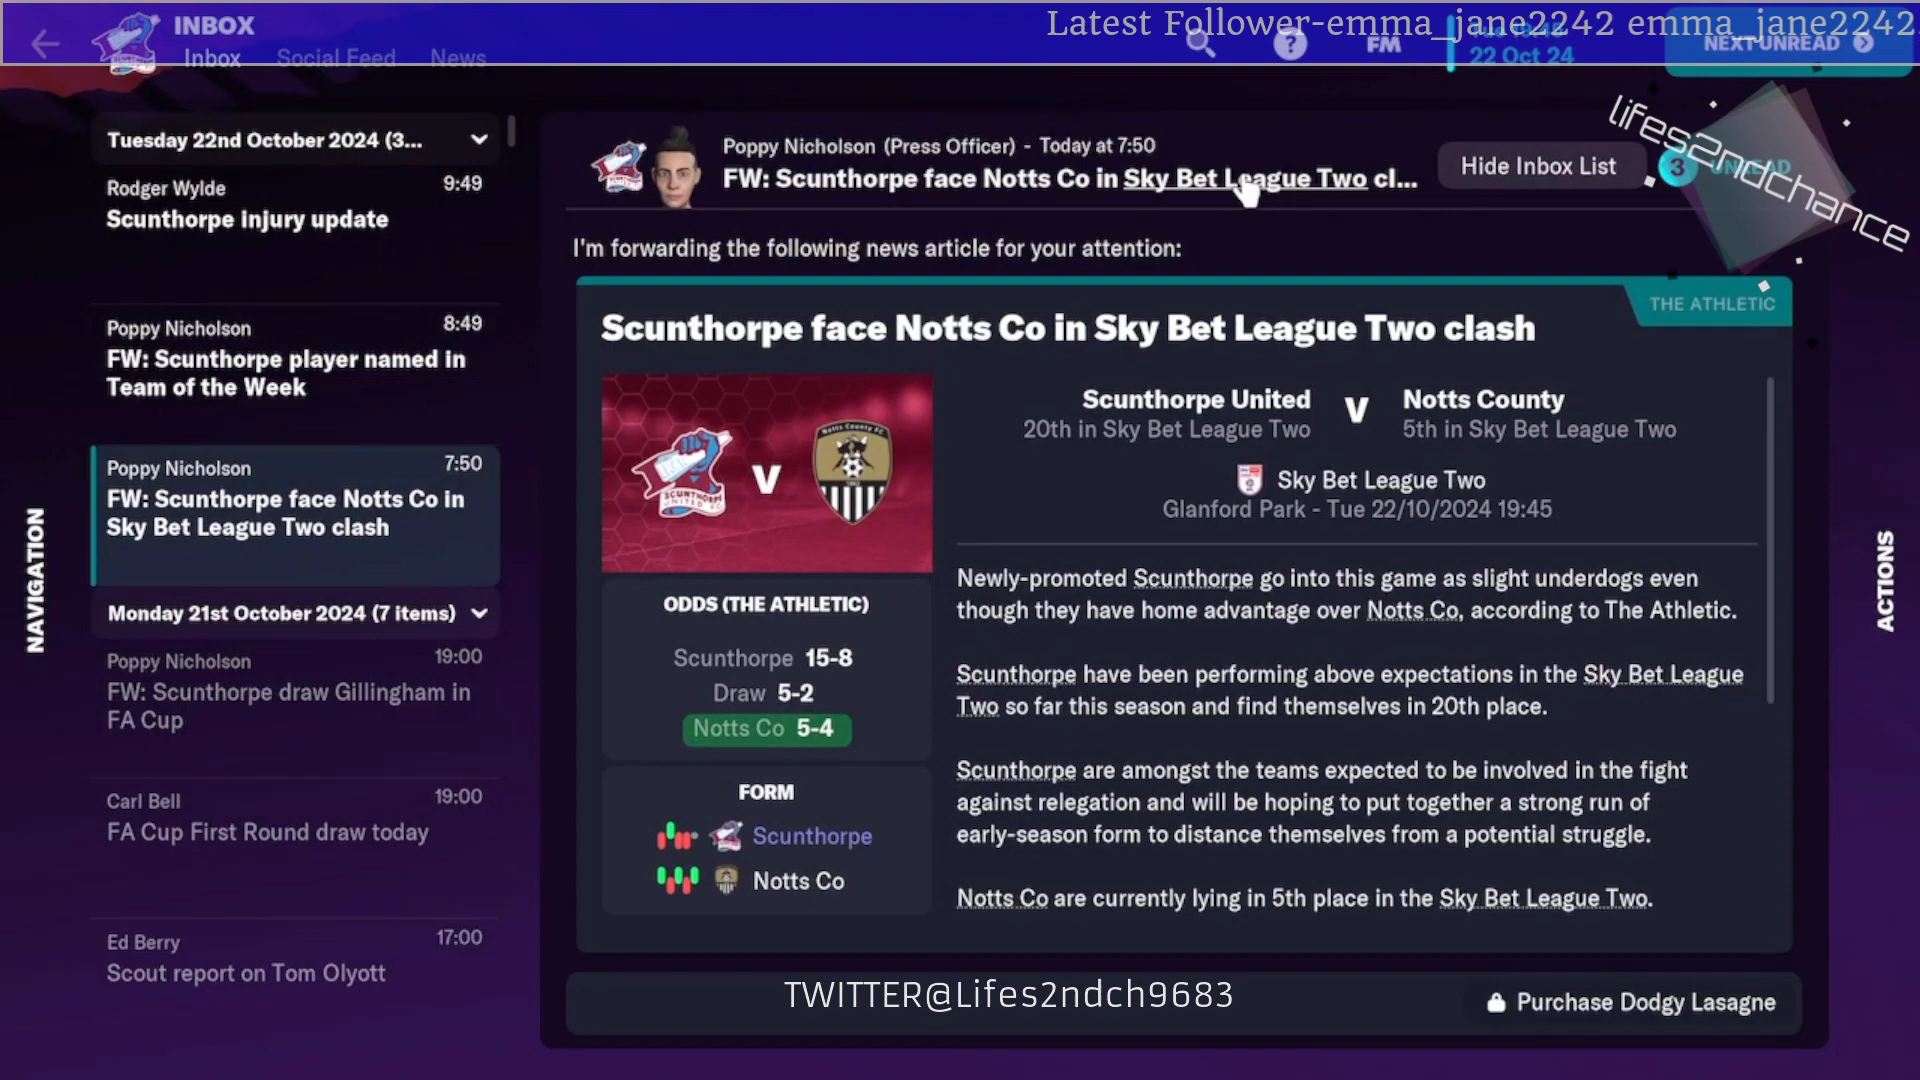 INBOX
Inbox Social Feed News
Latest Follower-emma_jane2242 emma_jane2242
FM
22 Oct 24
NEXT UNREAD
Tuesday 22nd October 2024 (3...
Rodger Wylde 9:49
Scunthorpe injury update
Poppy Nicholson 8:49
FW: Scunthorpe player named in
Team of the Week
Poppy Nicholson 7:50
FW: Scunthorpe face Notts Co in
Sky Bet League Two clash
Monday 21st October 2024 (7 items)
Poppy Nicholson 19:00
FW: Scunthorpe draw Gillingham in
FA Cup
Carl Bell 19:00
FA Cup First Round draw today
Ed Berry 17:00
Scout report on Tom Olyott
NAVIGATION
Poppy Nicholson (Press Officer) - Today at 7:50
FW: Scunthorpe face Notts Co in Sky Bet League Two cl...
Hide Inbox List
3 UNREAD
lifes2ndchance
I'm forwarding the following news article for your attention:
THE ATHLETIC
Scunthorpe face Notts Co in Sky Bet League Two clash
SCUNTHORPE
UNITED FC
V
Notts County FC
Scunthorpe United V Notts County
20th in Sky Bet League Two 5th in Sky Bet League Two
Sky Bet League Two
Glanford Park - Tue 22/10/2024 19:45
ODDS (THE ATHLETIC)
Scunthorpe 15-8
Draw 5-2
Notts Co 5-4
FORM
Scunthorpe
Notts Co
Newly-promoted Scunthorpe go into this game as slight underdogs even
though they have home advantage over Notts Co, according to The Athletic.
Scunthorpe have been performing above expectations in the Sky Bet League
Two so far this season and find themselves in 20th place.
Scunthorpe are amongst the teams expected to be involved in the fight
against relegation and will be hoping to put together a strong run of
early-season form to distance themselves from a potential struggle.
Notts Co are currently lying in 5th place in the Sky Bet League Two.
ACTIONS
TWITTER@Lifes2ndch9683
Purchase Dodgy Lasagne